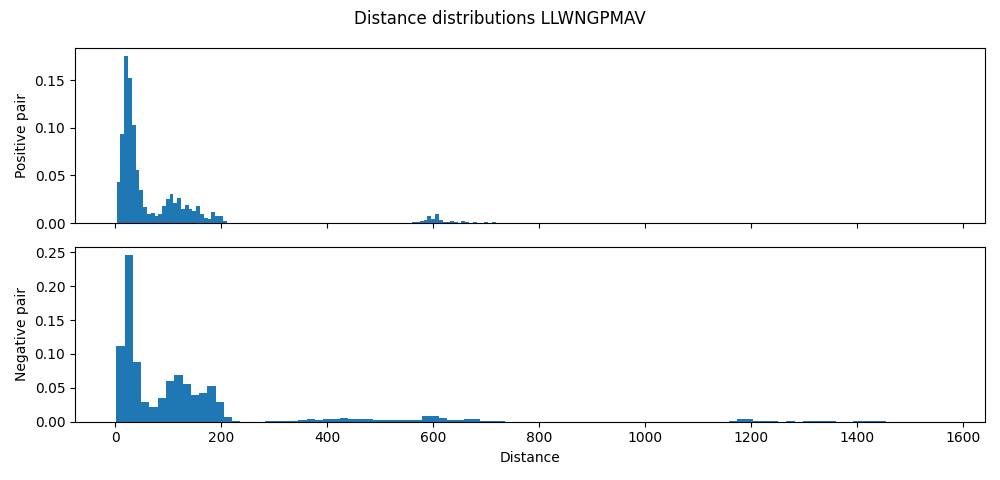 Distance distributions LLWNGPMAV
Positive pair
0.15
0.10
0.05
0.00
Negative pair
0.25
0.20
0.15
0.10
0.05
0.00
0 200 400 600 800 1000 1200 1400 1600
Distance